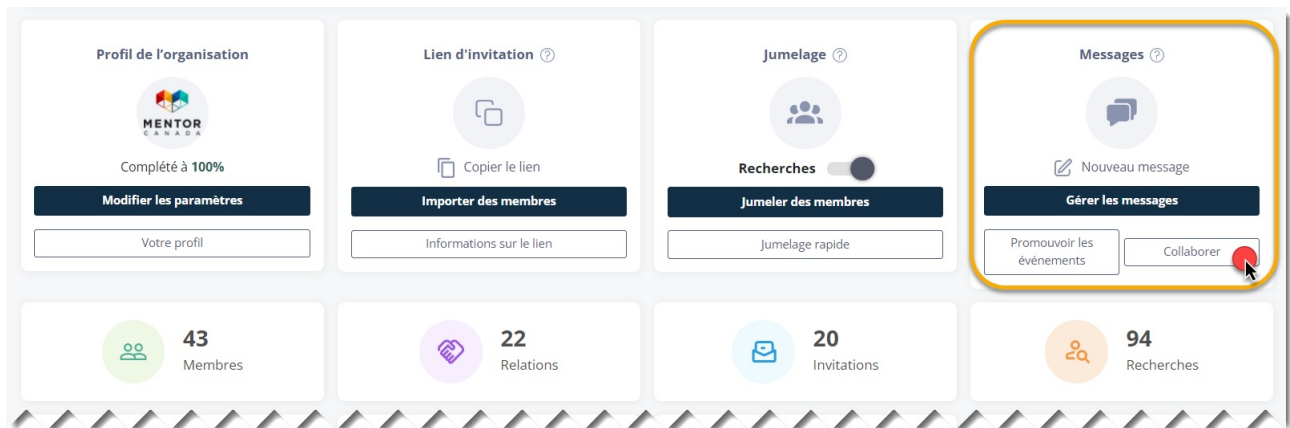 Profil de l'organisation
MENTOR
CANADA
Complété à 100%
Modifier les paramètres
Votre profil
Lien d'invitation ?
Copier le lien
Importer des membres
Informations sur le lien
Jumelage ?
Recherches
Jumeler des membres
Jumelage rapide
Messages ?
Nouveau message
Gérer les messages
Promouvoir les
événements
Collaborer
43
Membres
22
Relations
20
Invitations
94
Recherches